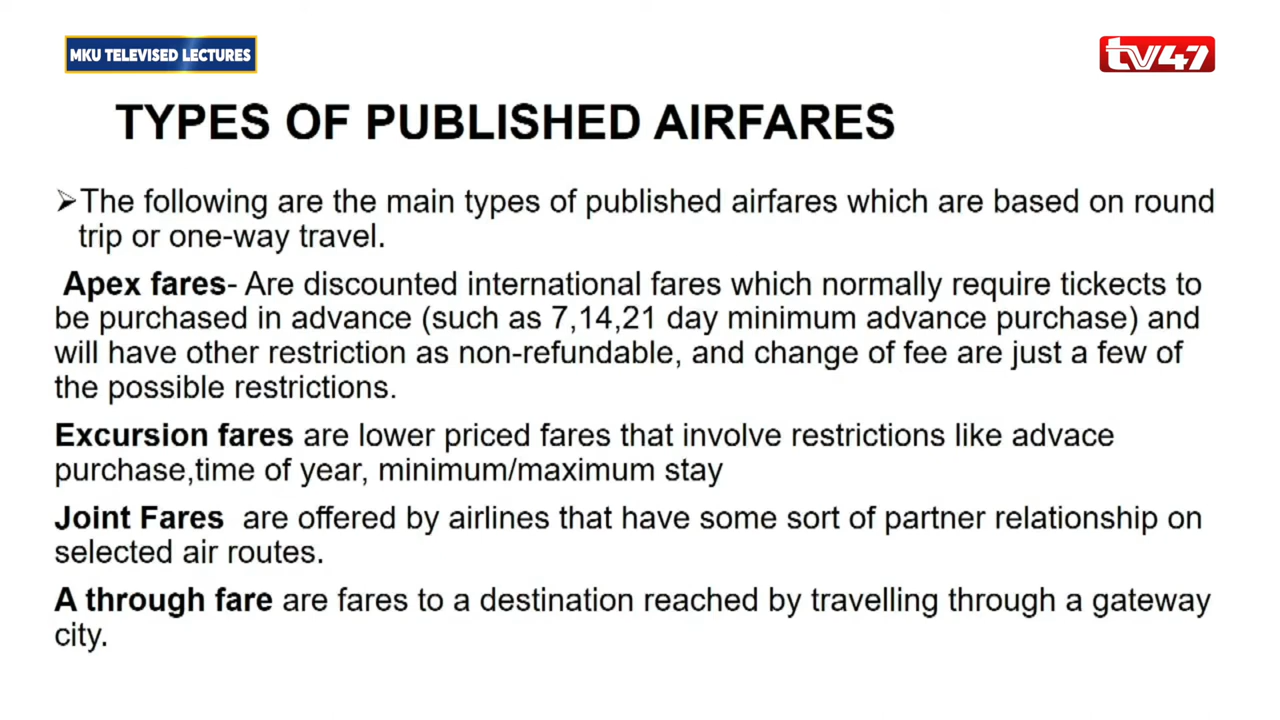 MKU TELEVISED LECTURES
tv47
TYPES OF PUBLISHED AIRFARES
➢The following are the main types of published airfares which are based on round
trip or one-way travel.
Apex fares- Are discounted international fares which normally require tickects to
be purchased in advance (such as 7,14,21 day minimum advance purchase) and
will have other restriction as non-refundable, and change of fee are just a few of
the possible restrictions.
Excursion fares are lower priced fares that involve restrictions like advace
purchase,time of year, minimum/maximum stay
Joint Fares are offered by airlines that have some sort of partner relationship on
selected air routes.
A through fare are fares to a destination reached by travelling through a gateway
city.